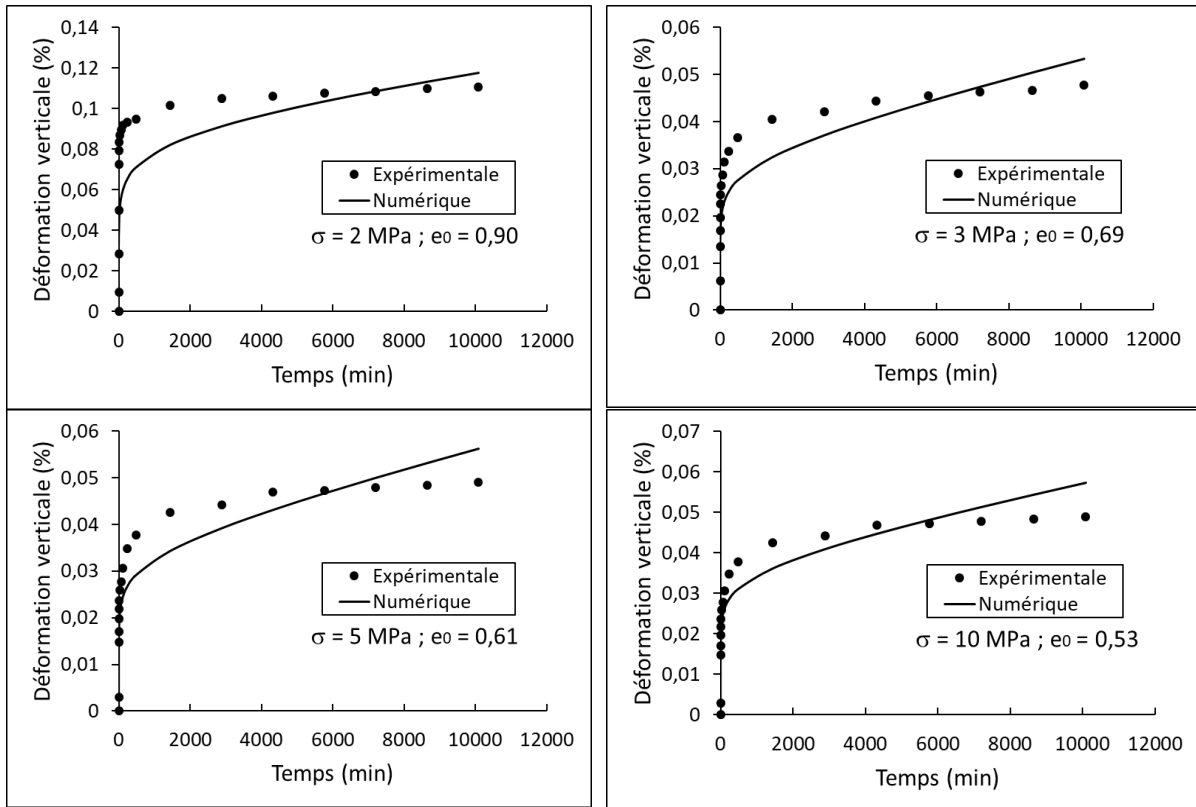 Déformation verticale (%)
0,14
0,12
0,1
0,08
0,06
0,04
0,02
0
Expérimentale
Numérique
σ = 2 MPa ; e0 = 0,90
0 2000 4000 6000 8000 10000 12000
Temps (min)
Déformation verticale (%)
0,06
0,05
0,04
0,03
0,02
0,01
0
Expérimentale
Numérique
σ = 3 MPa ; e0 = 0,69
0 2000 4000 6000 8000 10000 12000
Temps (min)
Déformation verticale (%)
0,06
0,05
0,04
0,03
0,02
0,01
0
Expérimentale
Numérique
σ = 5 MPa ; e0 = 0,61
0 2000 4000 6000 8000 10000 12000
Temps (min)
Déformation verticale (%)
0,07
0,06
0,05
0,04
0,03
0,02
0,01
0
Expérimentale
Numérique
σ = 10 MPa ; e0 = 0,53
0 2000 4000 6000 8000 10000 12000
Temps (min)